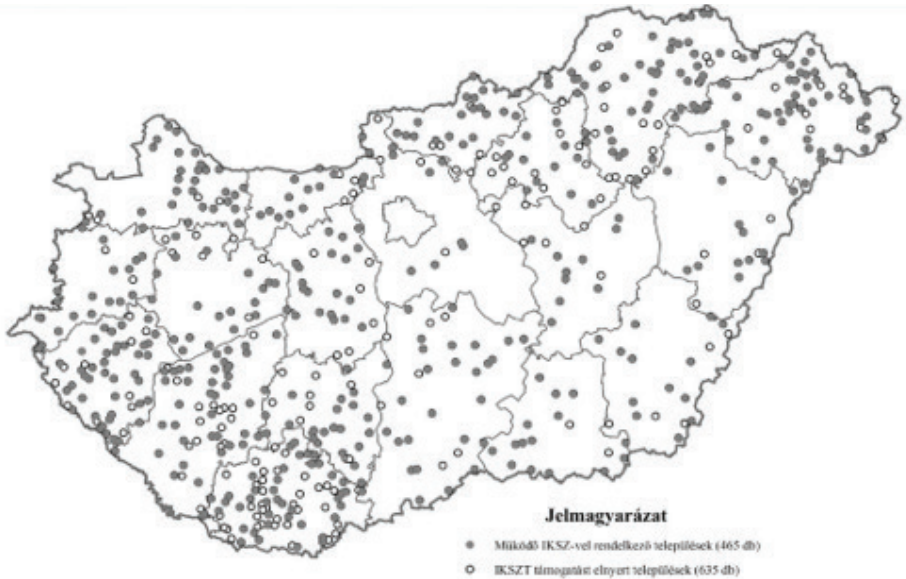 Jelmagyarázat
Működő IKSZ-vel rendelkező települések (465 db)
IKSZT támogatást elnyert települések (635 db)